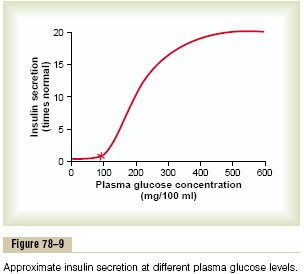 20
15
10
5
0
Insulin secretion
(times normal)
0 100 200 300 400 500 600
Plasma glucose concentration
(mg/100 ml)
Figure 78–9
Approximate insulin secretion at different plasma glucose levels.